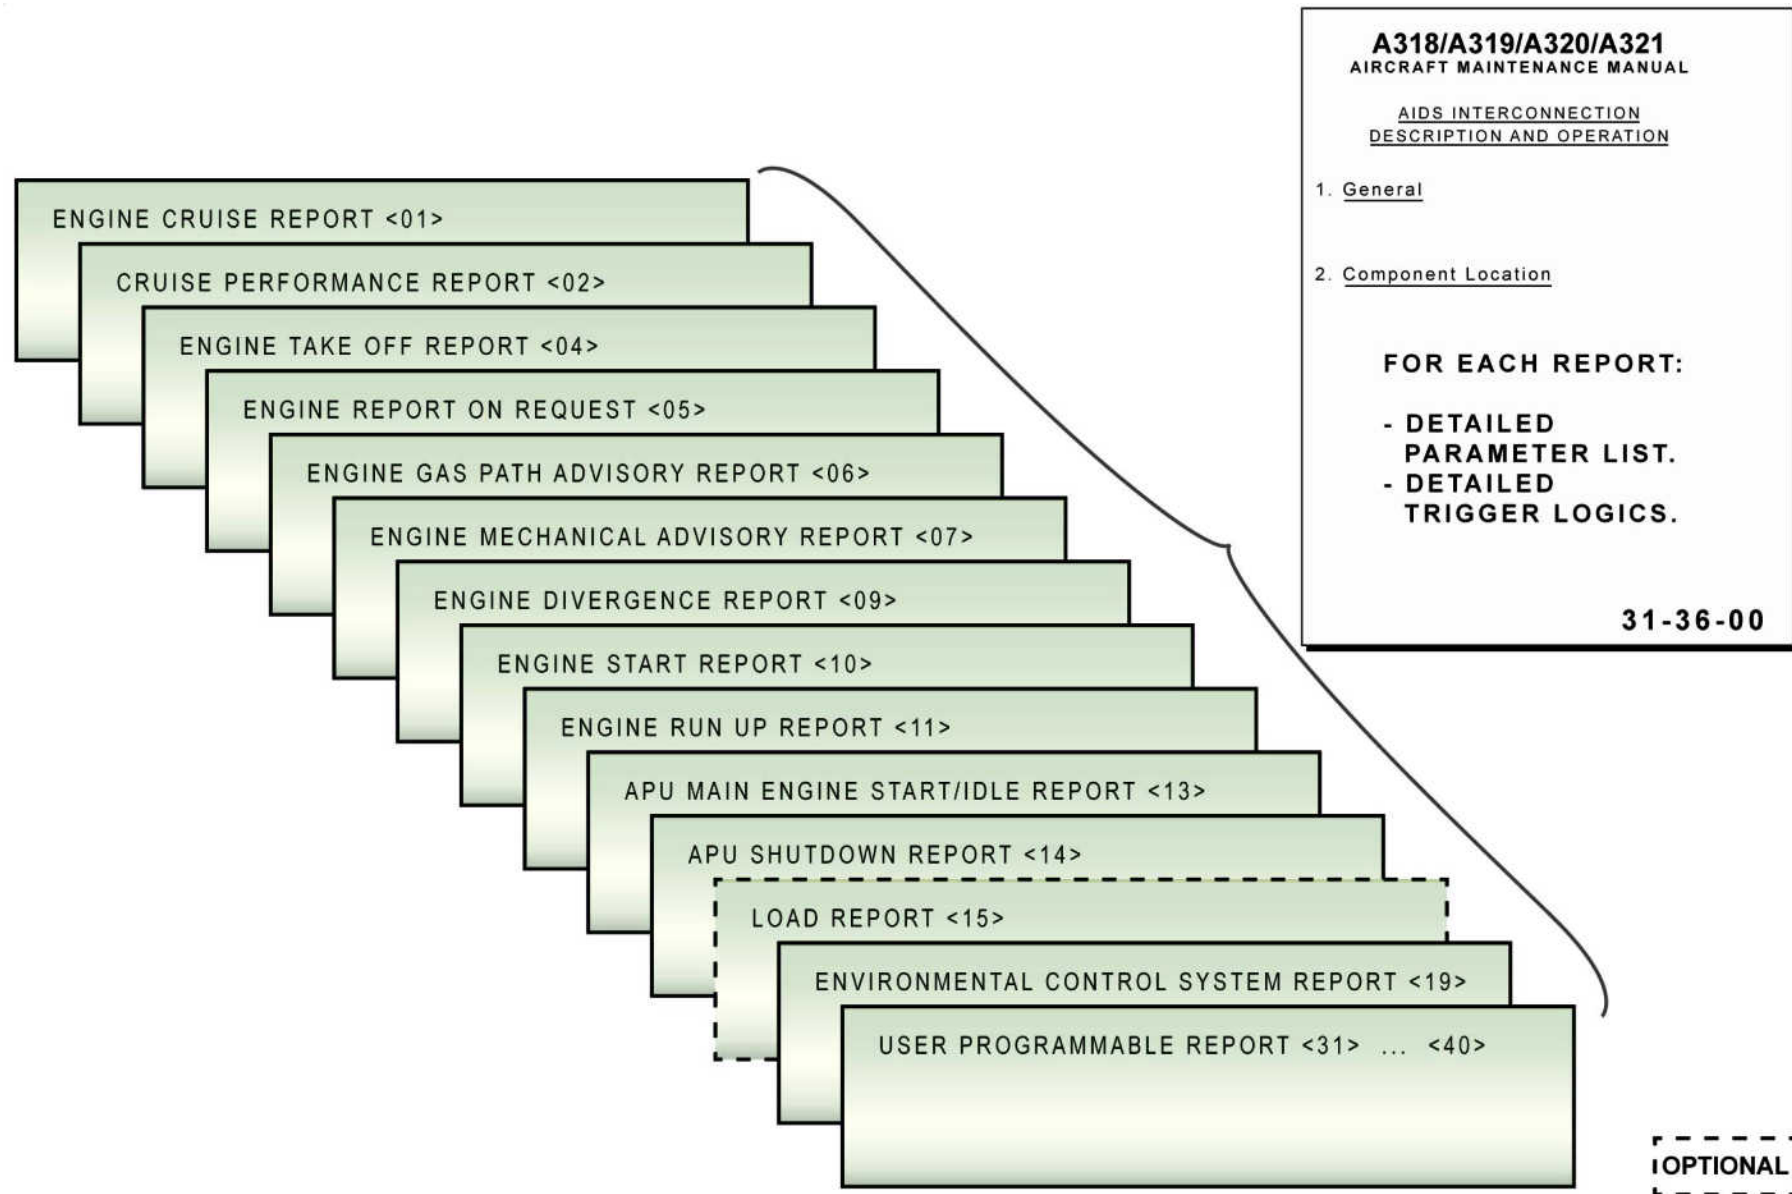 A318/A319/A320/A321
AIRCRAFT MAINTENANCE MANUAL
AIDS INTERCONNECTION
DESCRIPTION AND OPERATION
1. General
2. Component Location
FOR EACH REPORT:
- DETAILED
PARAMETER LIST.
- DETAILED
TRIGGER LOGICS.
31-36-00
ENGINE CRUISE REPORT <01>
CRUISE PERFORMANCE REPORT <02>
ENGINE TAKE OFF REPORT <04>
ENGINE REPORT ON REQUEST <05>
ENGINE GAS PATH ADVISORY REPORT <06>
ENGINE MECHANICAL ADVISORY REPORT <07>
ENGINE DIVERGENCE REPORT <09>
ENGINE START REPORT <10>
ENGINE RUN UP REPORT <11>
APU MAIN ENGINE START/IDLE REPORT <13>
APU SHUTDOWN REPORT <14>
LOAD REPORT <15>
ENVIRONMENTAL CONTROL SYSTEM REPORT <19>
USER PROGRAMMABLE REPORT <31> ... <40>
OPTIONAL